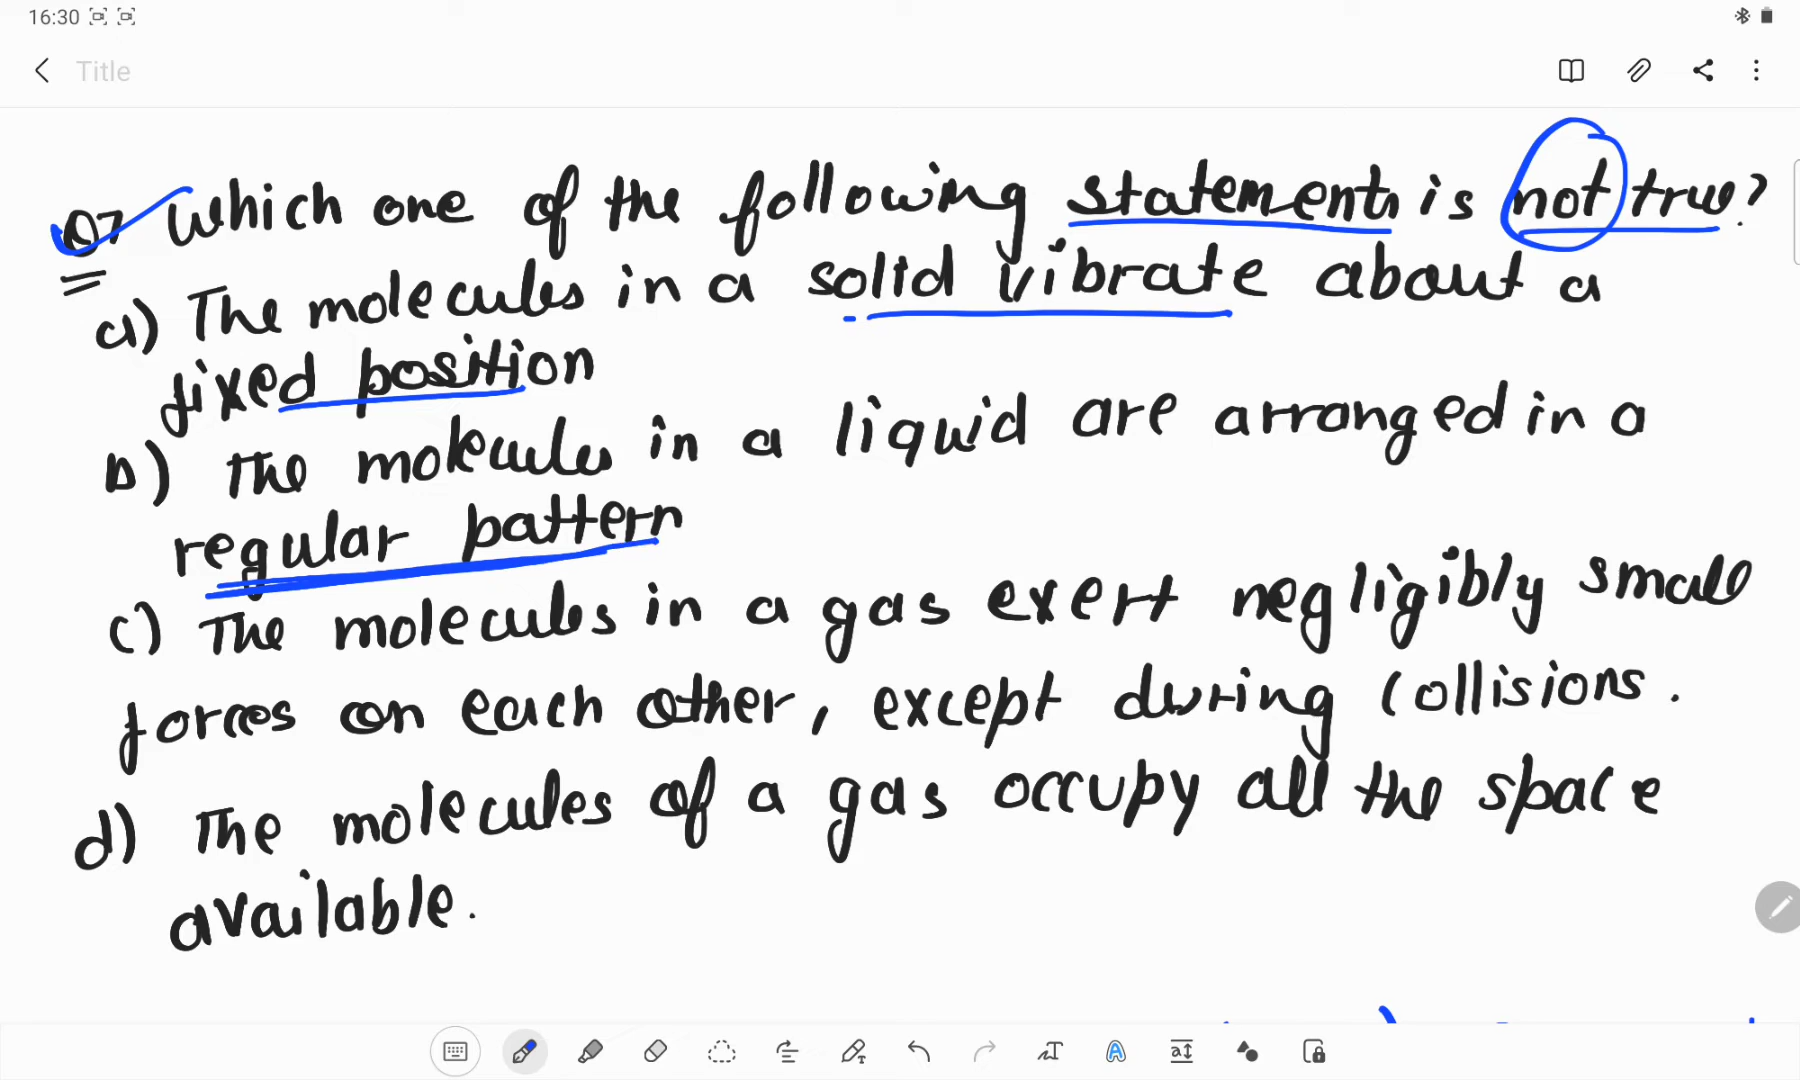 16:30
Title
Q7 Which one of the following statements is not true?
a) The molecules in a solid vibrate about a
fixed position
b) The molecules in a liquid are arranged in a
regular pattern
c) The molecules in a gas exert negligibly small
forces on each other, except during collisions.
d) The molecules of a gas occupy all the space
available.